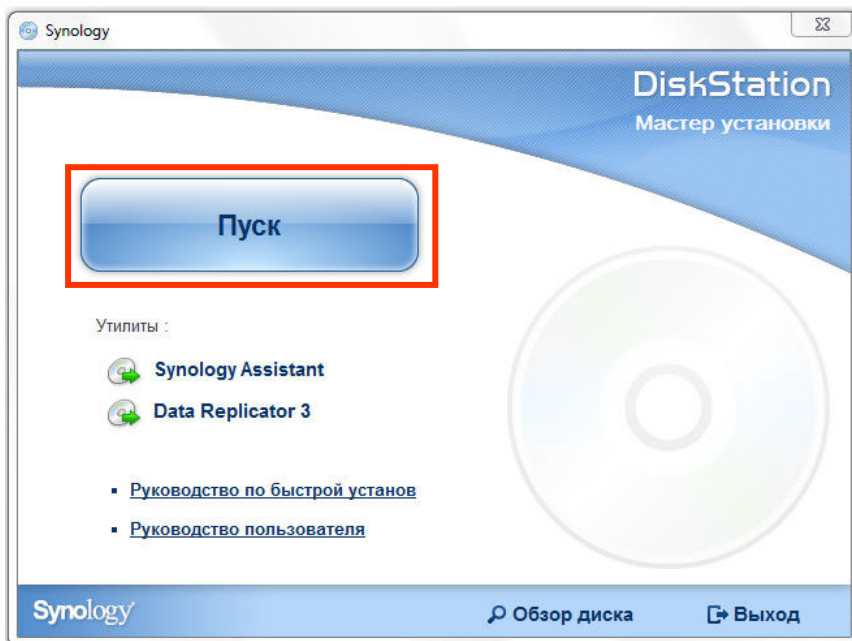 Synology
DiskStation
Мастер установки
Пуск
Утилиты :
Synology Assistant
Data Replicator 3
Руководство по быстрой установ
Руководство пользователя
Synology
Обзор диска
Выход